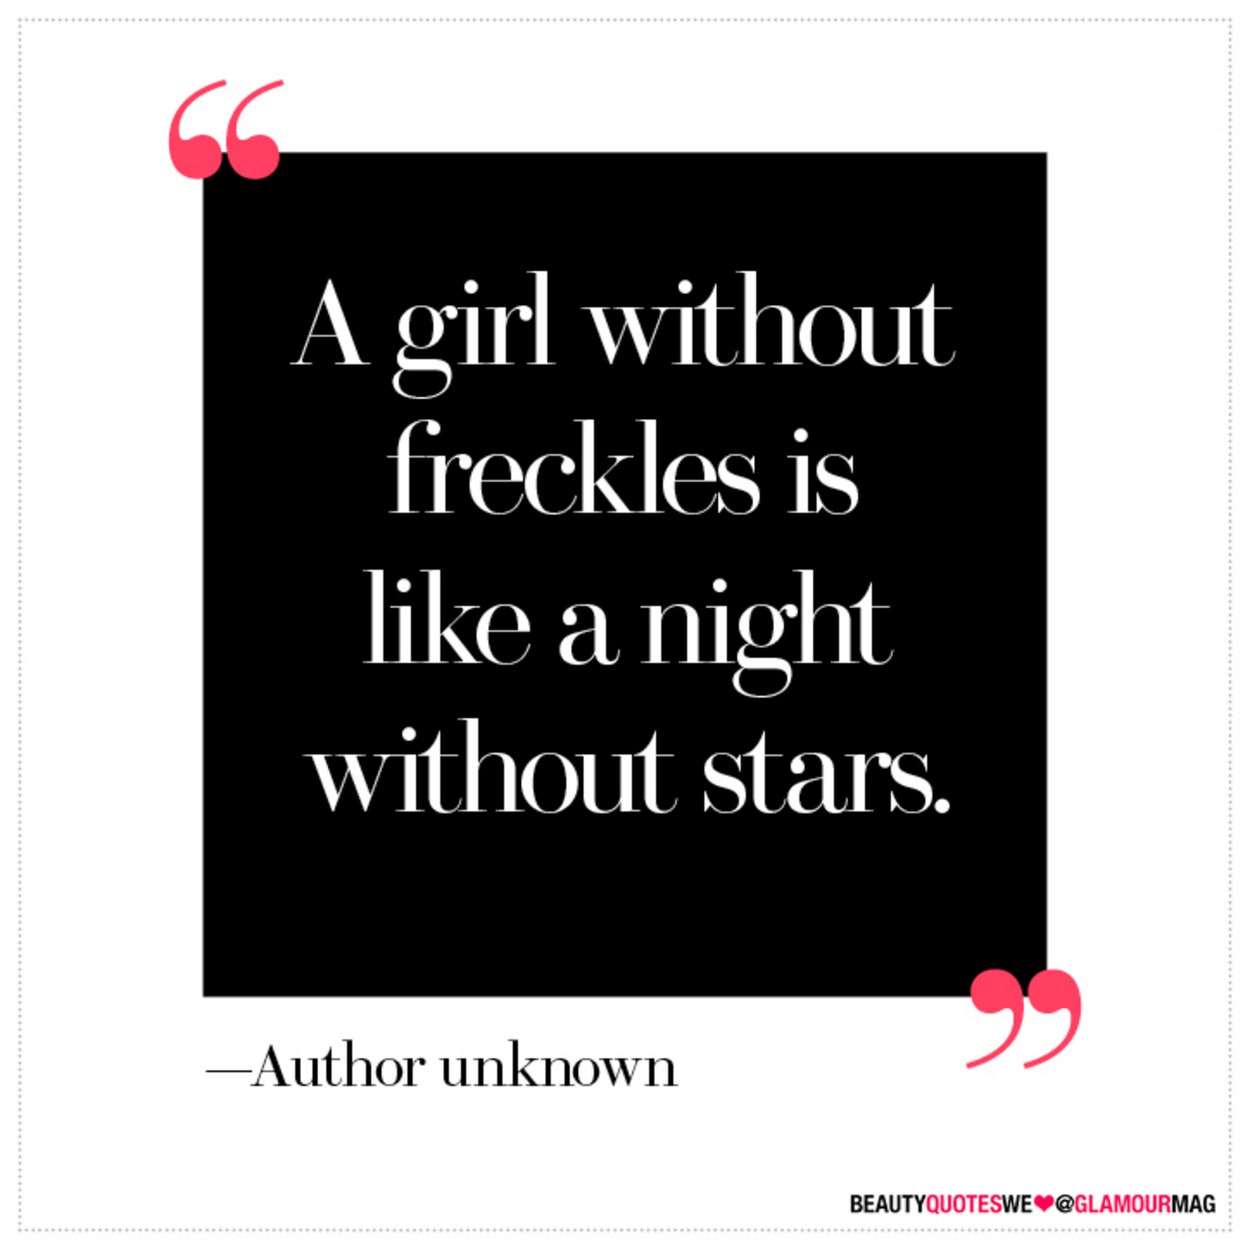 “
A girl without
freckles is
like a night
without stars.
”
—Author unknown
BEAUTYQUOTESWE❤@GLAMOURMAG